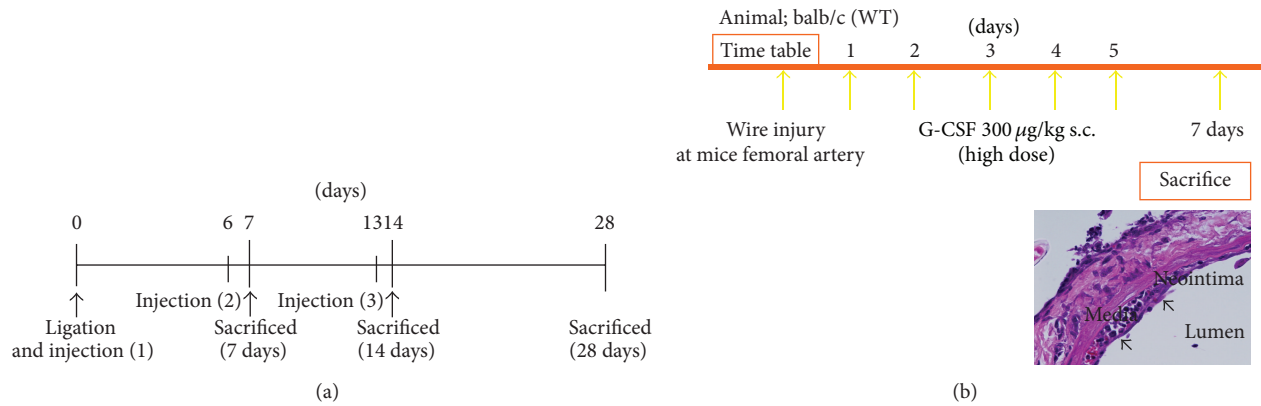 (days)
0 6 7 1314 28
Injection (2) Injection (3)
Ligation
and injection (1)
Sacrificed
(7 days)
Sacrificed
(14 days)
Sacrificed
(28 days)
(a)
Animal; balb/c (WT)
(days)
Time table 1 2 3 4 5
Wire injury
at mice femoral artery
G-CSF 300 μg/kg s.c.
(high dose)
7 days
Sacrifice
Neointima
Media
Lumen
(b)